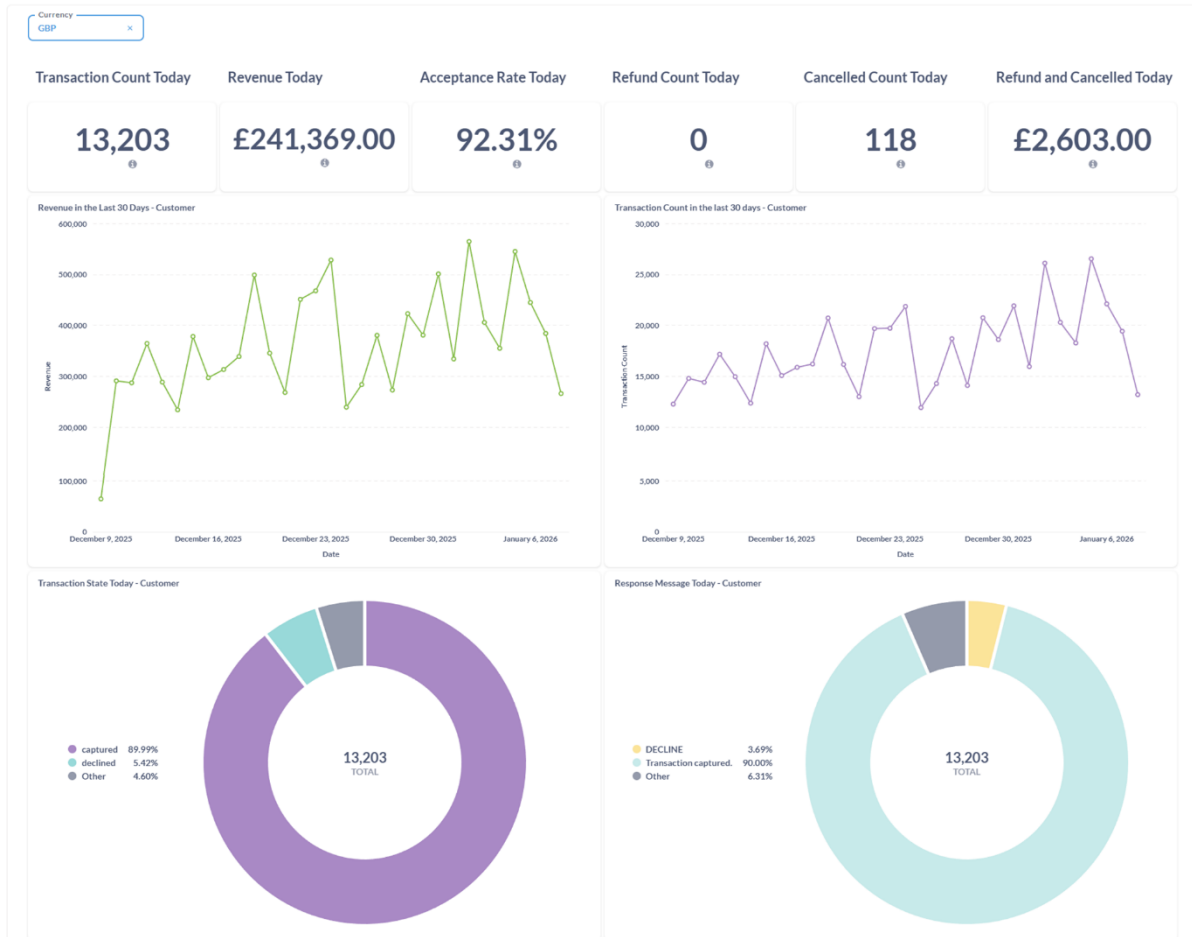 Currency
GBP ×
Transaction Count Today
Revenue Today
Acceptance Rate Today
Refund Count Today
Cancelled Count Today
Refund and Cancelled Today
13,203
£241,369.00
92.31%
0
118
£2,603.00
Revenue in the Last 30 Days - Customer
600,000
500,000
400,000
300,000
200,000
100,000
0
Revenue
December 9, 2025
December 16, 2025
December 23, 2025
December 30, 2025
January 6, 2026
Date
Transaction Count in the last 30 days - Customer
30,000
25,000
20,000
15,000
10,000
5,000
0
Transaction Count
December 9, 2025
December 16, 2025
December 23, 2025
December 30, 2025
January 6, 2026
Date
Transaction State Today - Customer
captured 89.99%
declined 5.42%
Other 4.60%
13,203
TOTAL
Response Message Today - Customer
DECLINE 3.69%
Transaction captured. 90.00%
Other 6.31%
13,203
TOTAL